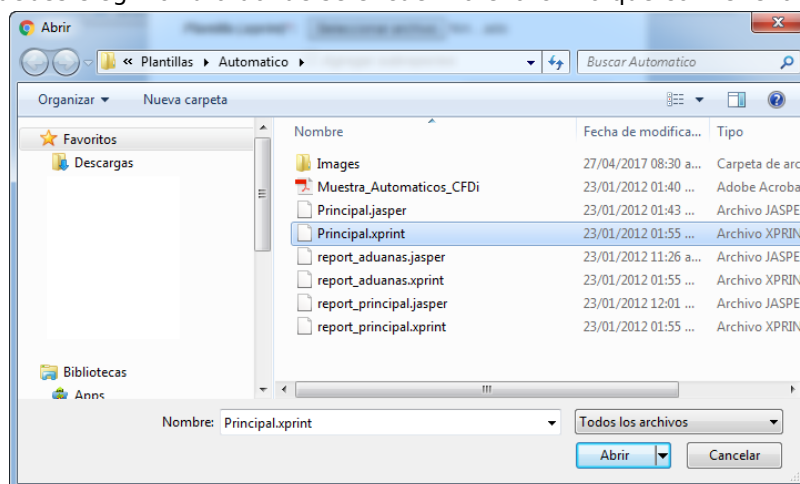 Abrir
« Plantillas Automatico
Buscar Automatico
Organizar Nueva carpeta
Favoritos
Descargas
Bibliotecas
Apps
Nombre Fecha de modifica... Tipo
Images 27/04/2017 08:30 a... Carpeta de arc
Muestra_Automaticos_CFDi 23/01/2012 01:40 ... Adobe Acroba
Principal.jasper 23/01/2012 01:43 ... Archivo JASPE
Principal.xprint 23/01/2012 01:55 ... Archivo XPRIN
report_aduanas.jasper 23/01/2012 11:26 a... Archivo JASPE
report_aduanas.xprint 23/01/2012 01:55 ... Archivo XPRIN
report_principal.jasper 23/01/2012 12:01 ... Archivo JASPE
report_principal.xprint 23/01/2012 01:55 ... Archivo XPRIN
Nombre: Principal.xprint Todos los archivos
Abrir Cancelar